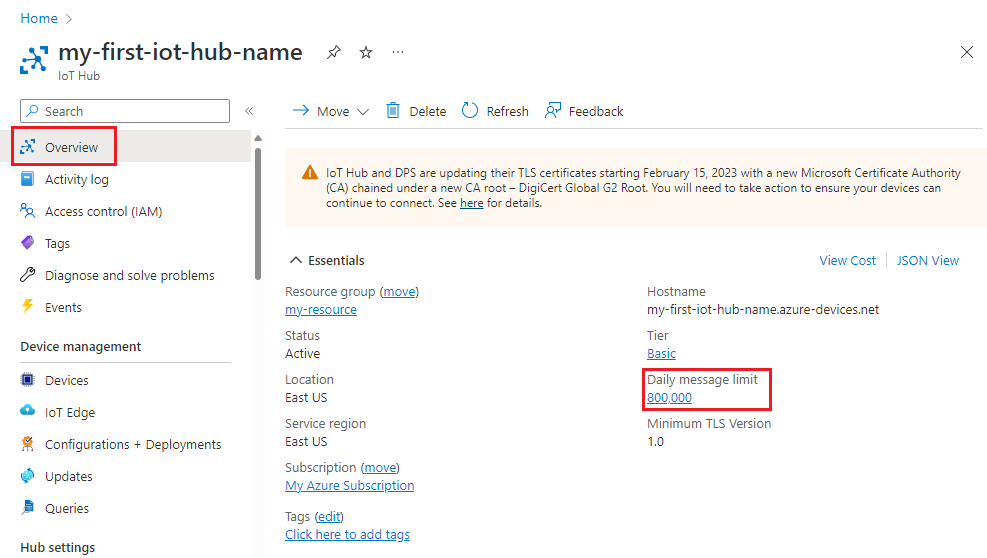 Home
my-first-iot-hub-name
IoT Hub
Search
Overview
Activity log
Access control (IAM)
Tags
Diagnose and solve problems
Events
Device management
Devices
IoT Edge
Configurations + Deployments
Updates
Queries
Hub settings
Move
Delete
Refresh
Feedback
IoT Hub and DPS are updating their TLS certificates starting February 15, 2023 with a new Microsoft Certificate Authority
(CA) chained under a new CA root – DigiCert Global G2 Root. You will need to take action to ensure your devices can
continue to connect. See here for details.
Essentials
View Cost
JSON View
Resource group (move)
my-resource
Status
Active
Location
East US
Service region
East US
Subscription (move)
My Azure Subscription
Tags (edit)
Click here to add tags
Hostname
my-first-iot-hub-name.azure-devices.net
Tier
Basic
Daily message limit
800,000
Minimum TLS Version
1.0